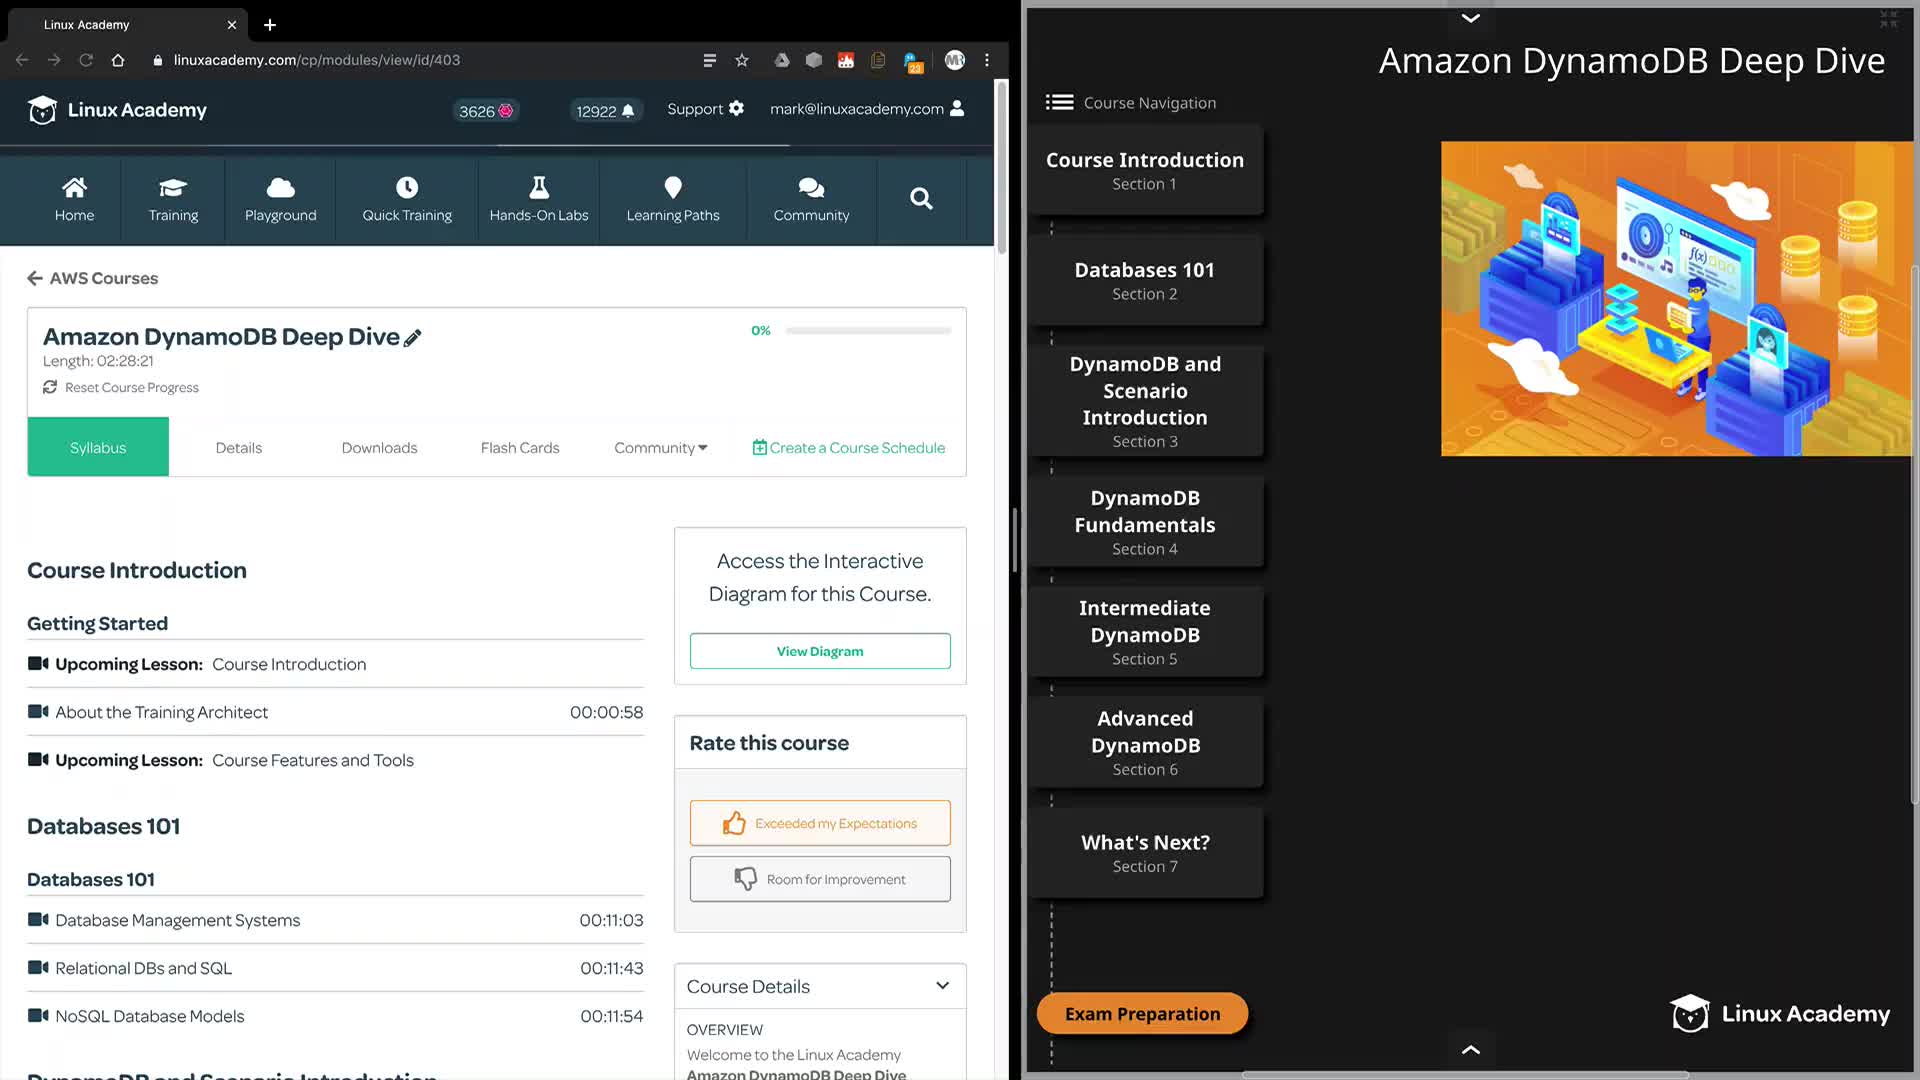 Linux Academy
linuxacademy.com/cp/modules/view/id/403
23
MR
Linux Academy
3626
12922
Support
mark@linuxacademy.com
Home
Training
Playground
Quick Training
Hands-On Labs
Learning Paths
Community
AWS Courses
Amazon DynamoDB Deep Dive
Length: 02:28:21
Reset Course Progress
0%
Syllabus
Details
Downloads
Flash Cards
Community
Create a Course Schedule
Course Introduction
Getting Started
Upcoming Lesson: Course Introduction
About the Training Architect 00:00:58
Upcoming Lesson: Course Features and Tools
Databases 101
Databases 101
Database Management Systems 00:11:03
Relational DBs and SQL 00:11:43
NoSQL Database Models 00:11:54
DynamoDB and Scenario Introduction
Access the Interactive
Diagram for this Course.
View Diagram
Rate this course
Exceeded my Expectations
Room for Improvement
Course Details
OVERVIEW
Welcome to the Linux Academy
Amazon DynamoDB Deep Dive
Amazon DynamoDB Deep Dive
Course Navigation
Course Introduction
Section 1
Databases 101
Section 2
DynamoDB and
Scenario
Introduction
Section 3
DynamoDB
Fundamentals
Section 4
Intermediate
DynamoDB
Section 5
Advanced
DynamoDB
Section 6
What's Next?
Section 7
Exam Preparation
f(x)
Linux Academy